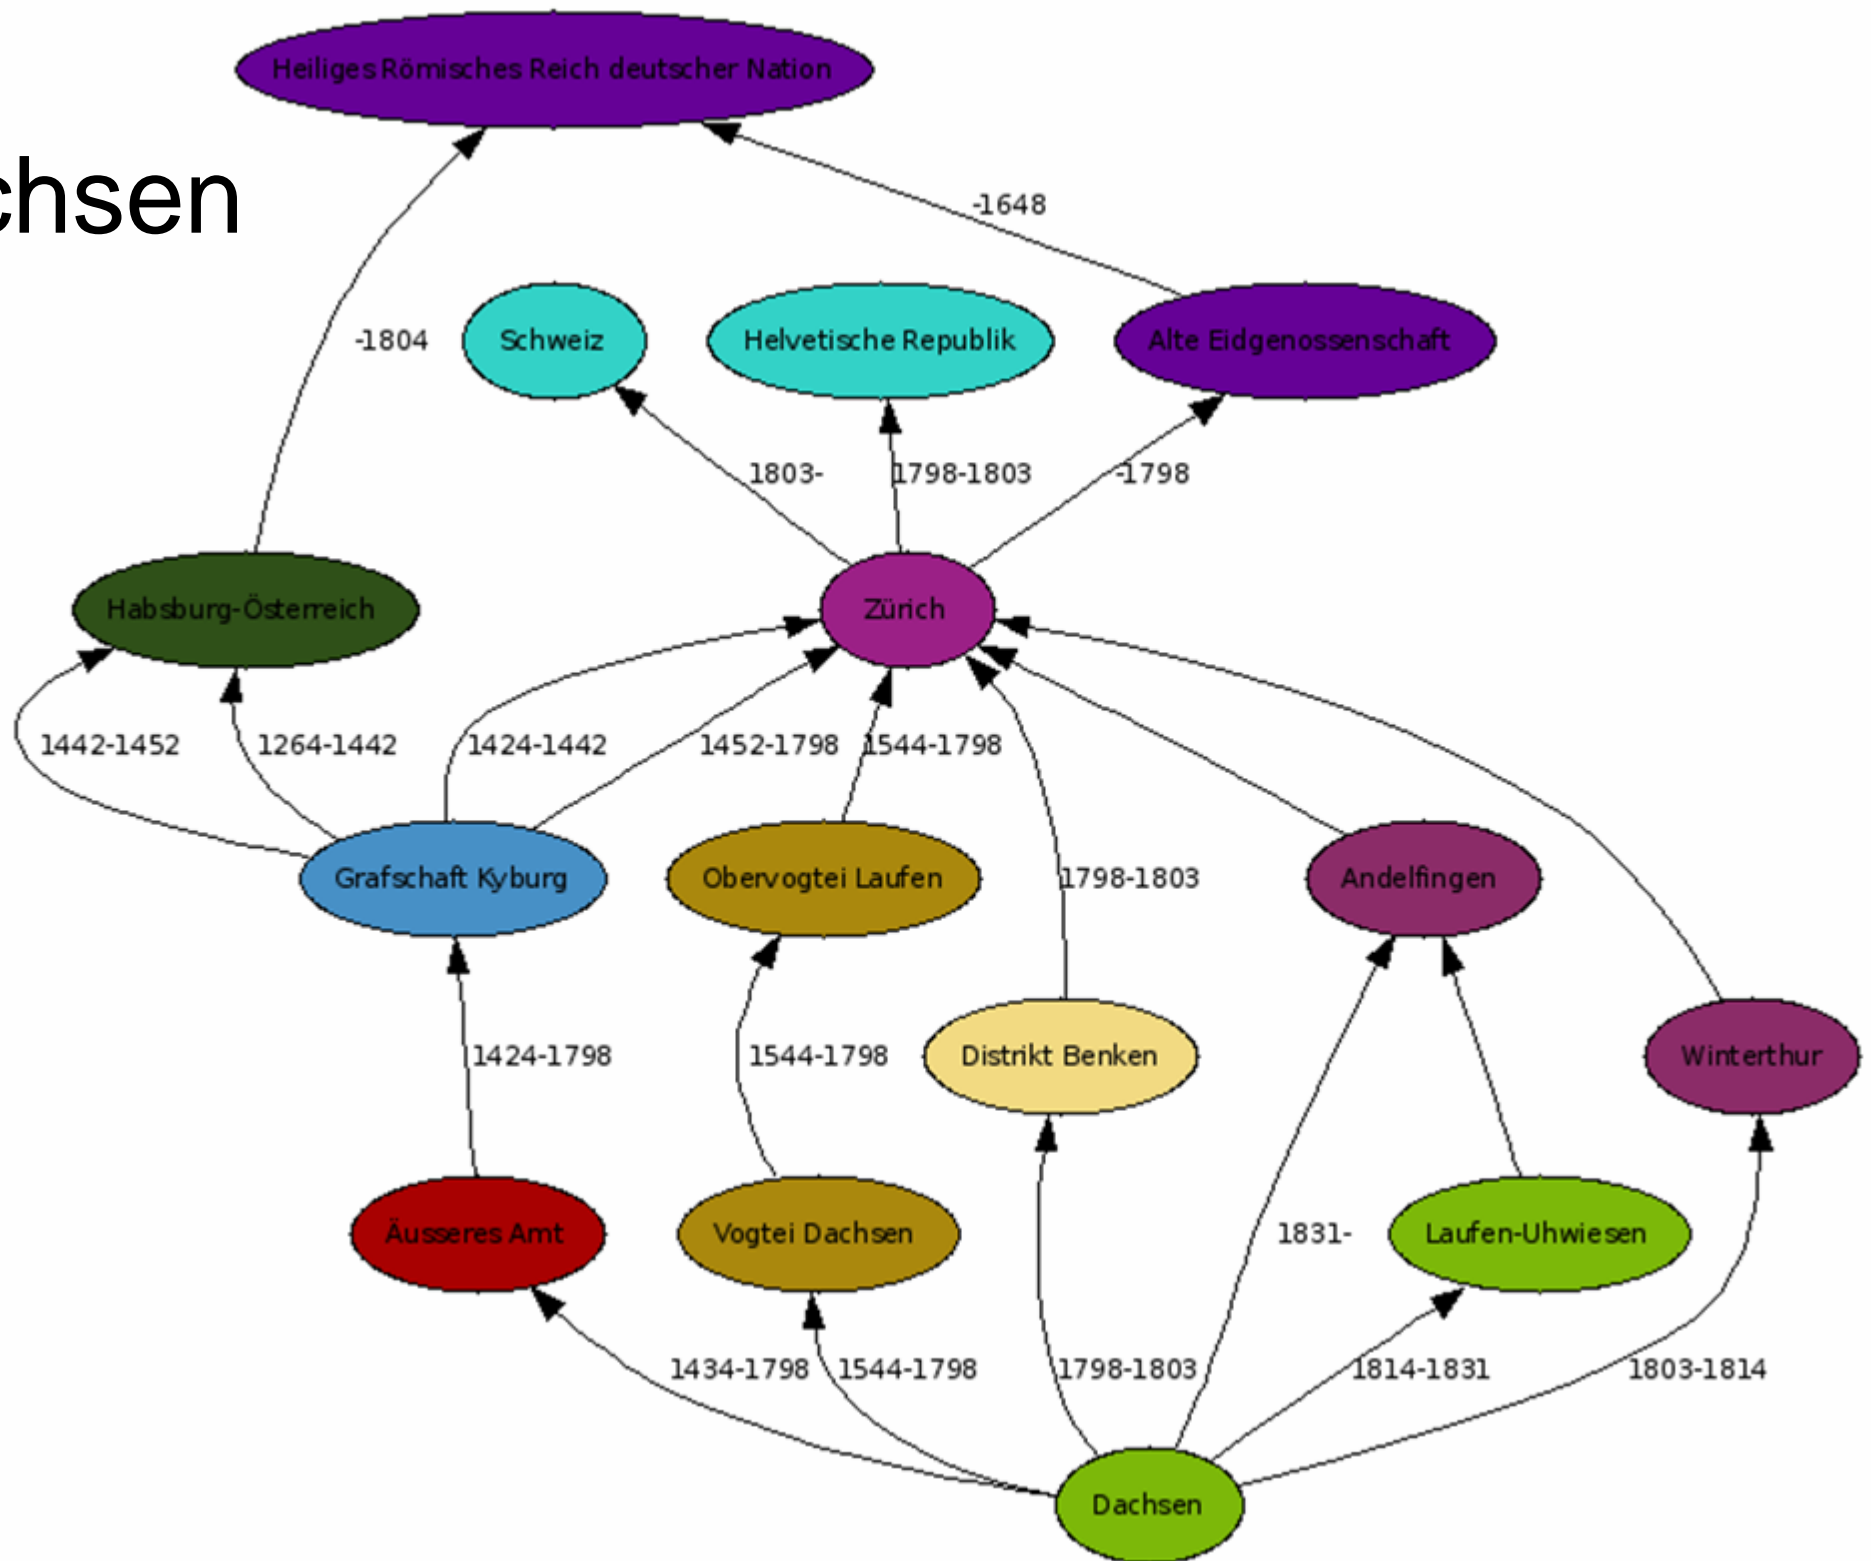 Heiliges Römisches Reich deutscher Nation
chsen
-1648
-1804
Schweiz
Helvetische Republik
Alte Eidgenossenschaft
1803-
1798-1803
-1798
Habsburg-Österreich
Zürich
1442-1452
1264-1442
1424-1442
1452-1798
1544-1798
Grafschaft Kyburg
Obervogtei Laufen
1798-1803
Andelfingen
1424-1798
1544-1798
Distrikt Benken
Winterthur
Äusseres Amt
Vogtei Dachsen
1831-
Laufen-Uhwiesen
1434-1798
1544-1798
1798-1803
1814-1831
1803-1814
Dachsen